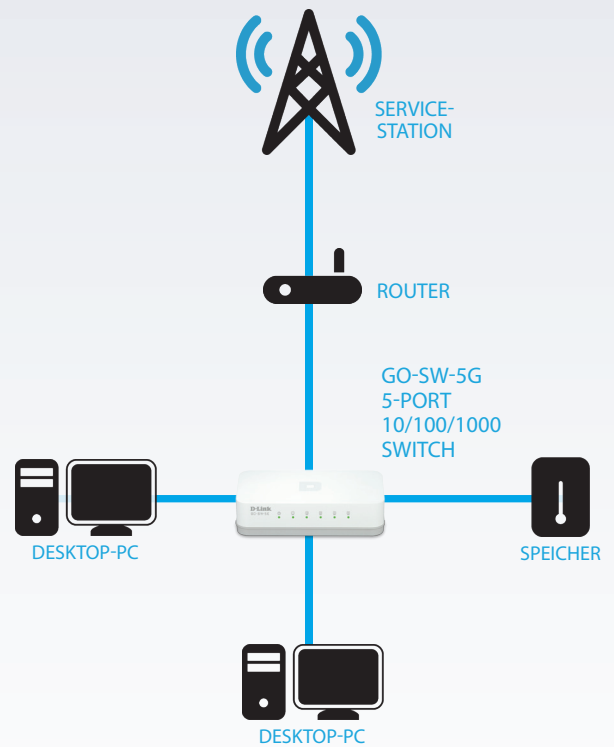 SERVICE-
STATION
ROUTER
GO-SW-5G
5-PORT
10/100/1000
SWITCH
D-Link
DESKTOP-PC
SPEICHER
DESKTOP-PC